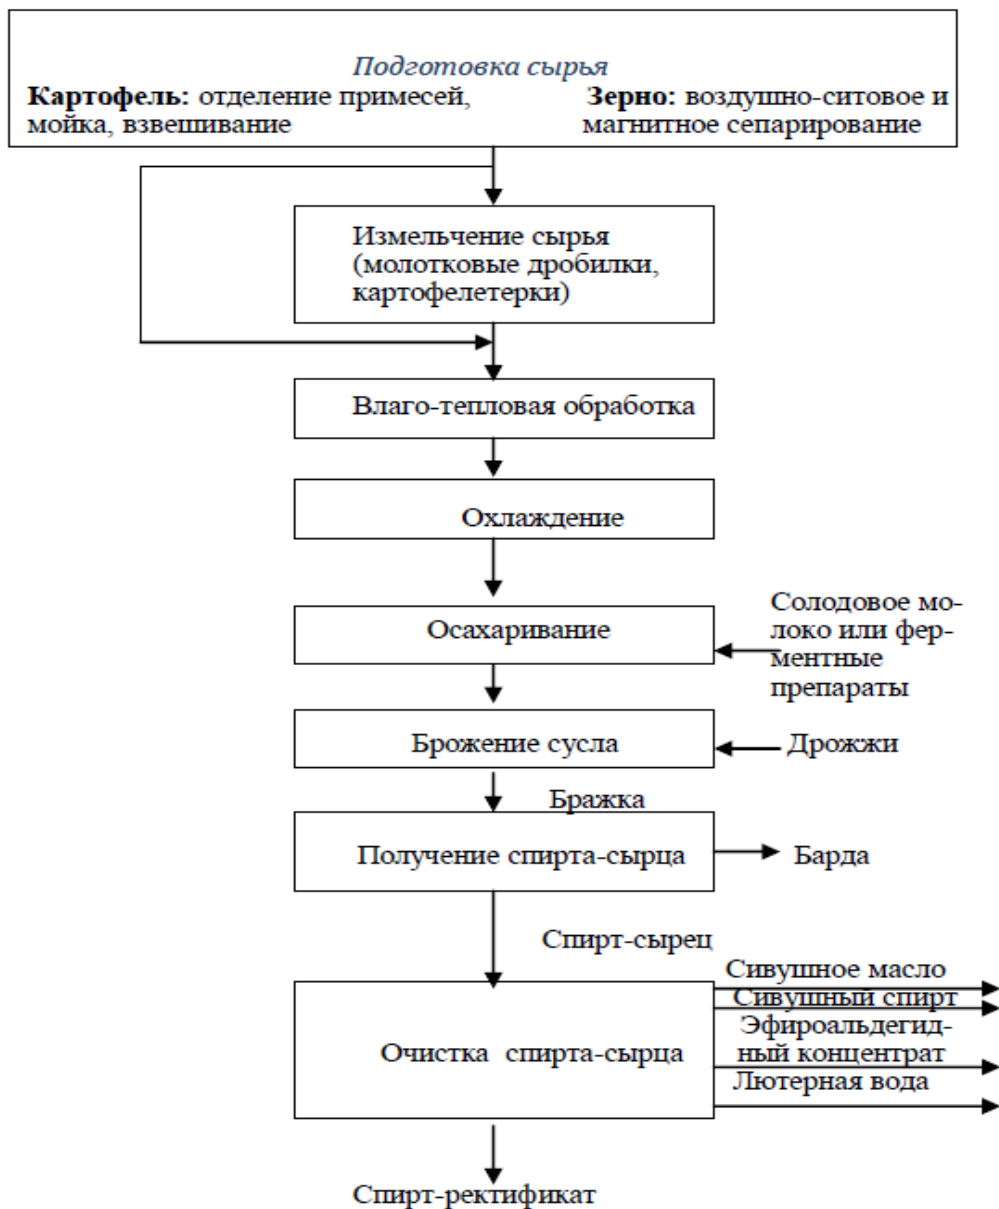 Подготовка сырья
Картофель: отделение примесей,
мойка, взвешивание
Зерно: воздушно-ситовое и
магнитное сепарирование
Измельчение сырья
(молотковые дробилки,
картофелетерки)
Влаго-тепловая обработка
Охлаждение
Осахаривание
Солодовое мо-
локо или фер-
ментные
препараты
Брожение сусла
Дрожжи
Бражка
Получение спирта-сырца
Барда
Спирт-сырец
Очистка спирта-сырца
Сивушное масло
Сивушный спирт
Эфироальдегид-
ный концентрат
Лютерная вода
Спирт-ректификат